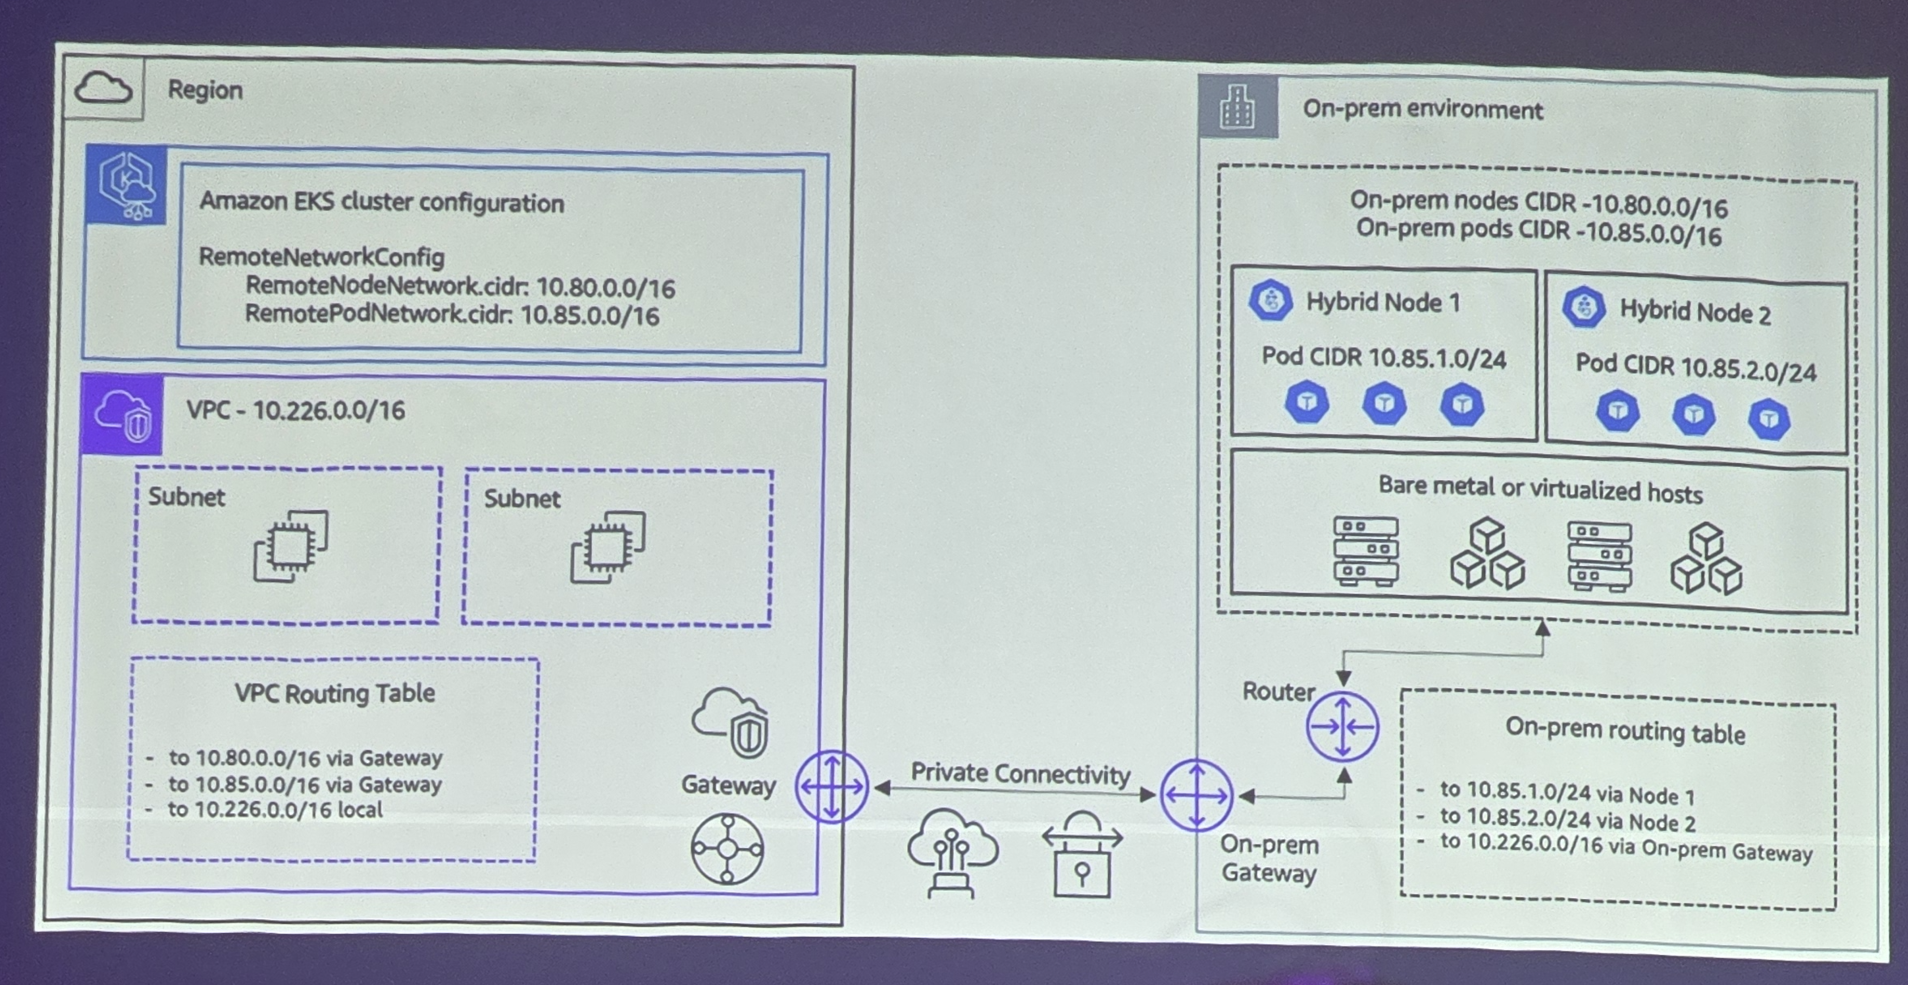 Region
Amazon EKS cluster configuration
RemoteNetworkConfig
RemoteNodeNetwork.cidr: 10.80.0.0/16
RemotePodNetwork.cidr: 10.85.0.0/16
VPC - 10.226.0.0/16
Subnet
Subnet
VPC Routing Table
- to 10.80.0.0/16 via Gateway
- to 10.85.0.0/16 via Gateway
- to 10.226.0.0/16 local
Gateway
Private Connectivity
On-prem environment
On-prem nodes CIDR -10.80.0.0/16
On-prem pods CIDR -10.85.0.0/16
Hybrid Node 1
Pod CIDR 10.85.1.0/24
Hybrid Node 2
Pod CIDR 10.85.2.0/24
Bare metal or virtualized hosts
Router
On-prem
Gateway
On-prem routing table
- to 10.85.1.0/24 via Node 1
- to 10.85.2.0/24 via Node 2
- to 10.226.0.0/16 via On-prem Gateway